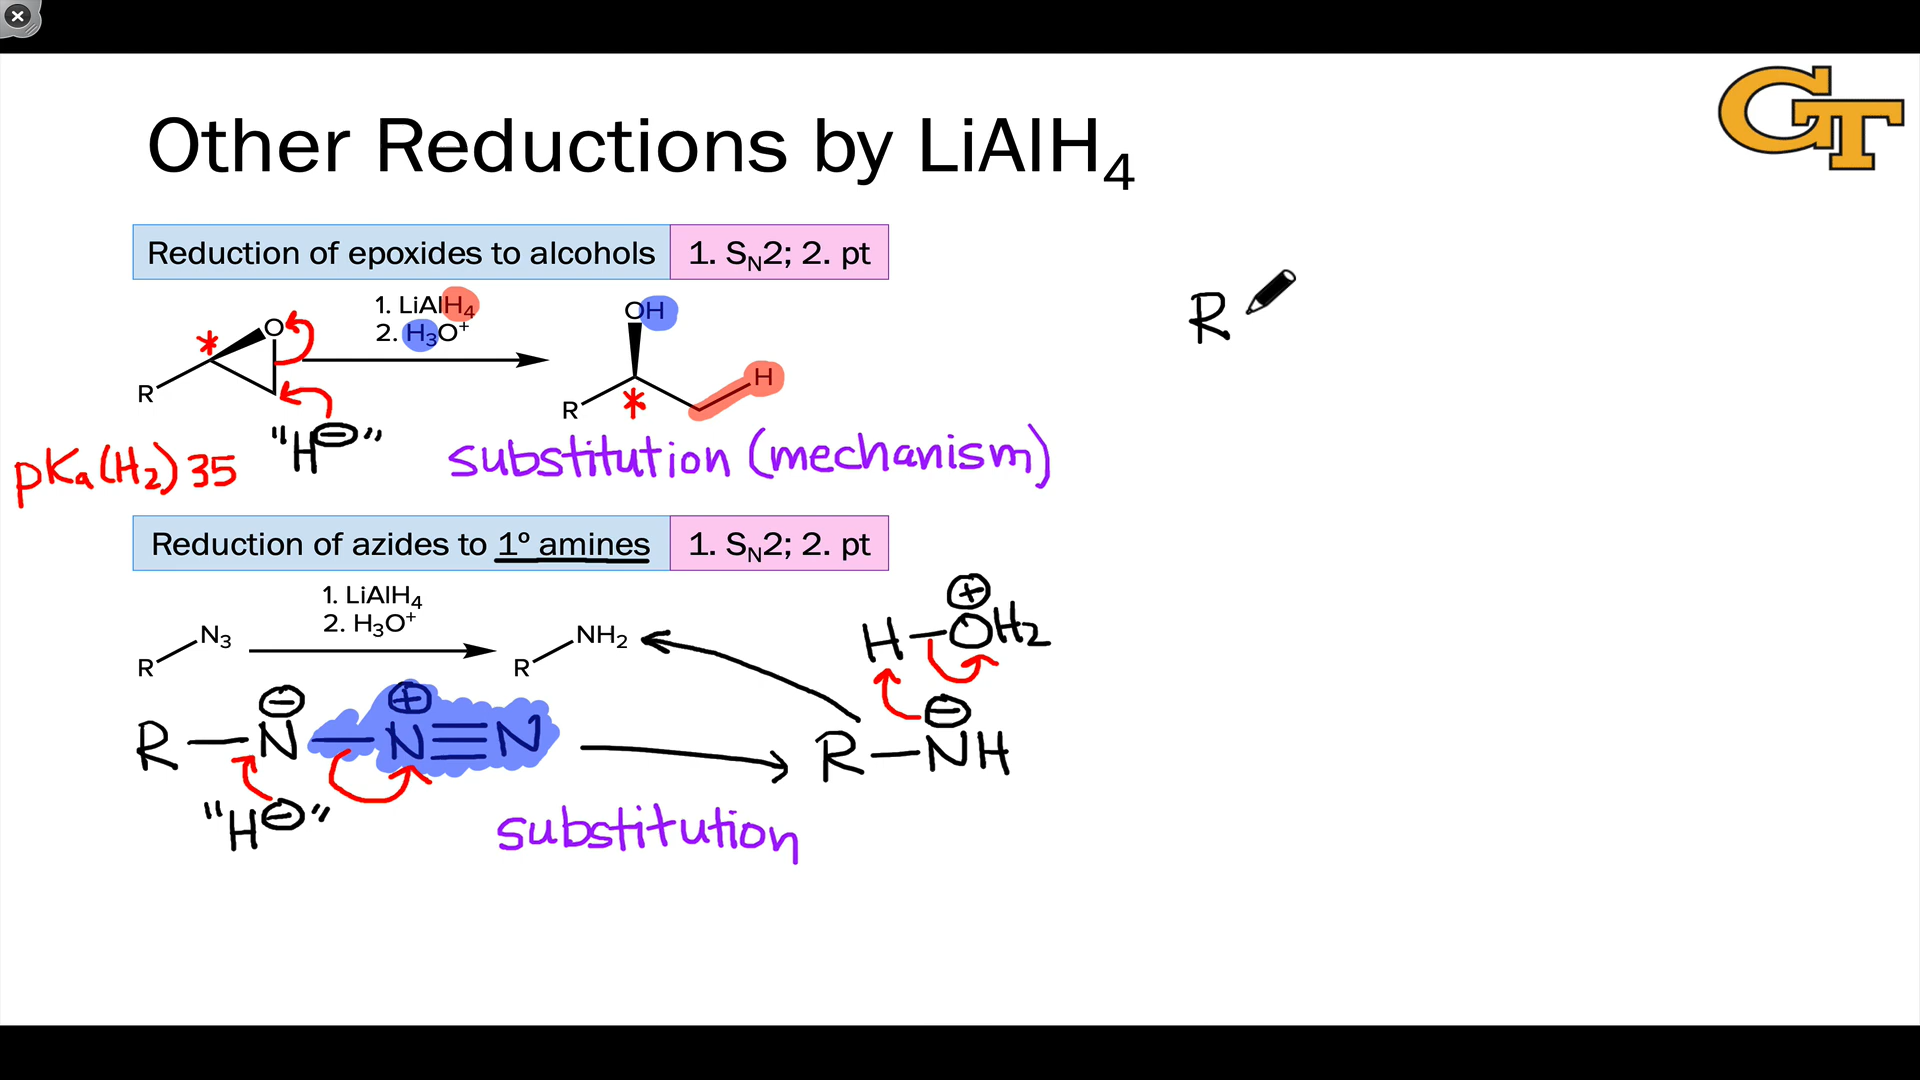 GT
Other Reductions by LiAlH₄
Reduction of epoxides to alcohols 1. Sₙ2; 2. pt
1. LiAlH₄
2. H₃O⁺
* O
R
"H⊖"
OH
H
R *
pKa(H₂) 35
substitution (mechanism)
R
Reduction of azides to 1º amines 1. Sₙ2; 2. pt
1. LiAlH₄
2. H₃O⁺
R N₃
R NH₂
H–OH₂ ⊕
R–N⊖–N⊕≡N
"H⊖"
R–NH ⊖
substitution